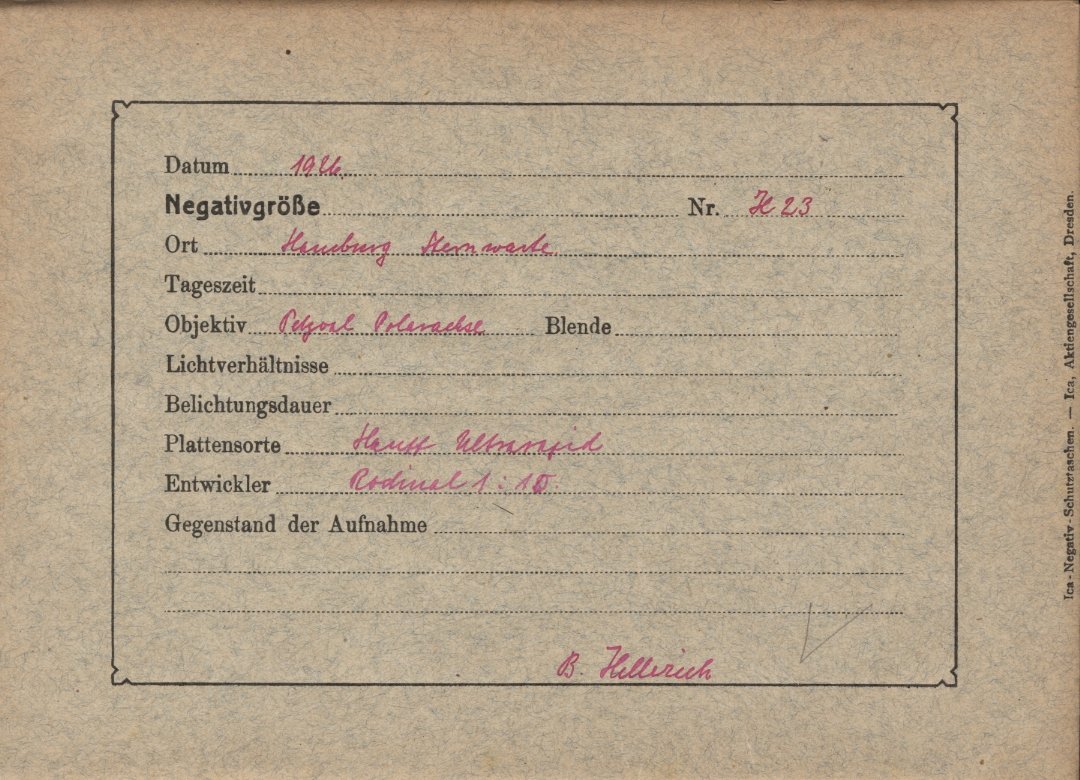 Datum 1926
Negativgröße Nr. H 23
Ort Hamburg Sternwarte
Tageszeit
Objektiv Petzval Polarachse Blende
Lichtverhältnisse
Belichtungsdauer
Plattensorte Hauff Ultrarapid
Entwickler Rodinal 1 : 10
Gegenstand der Aufnahme
B. Hellerich
Ica-Negativ-Schutztaschen. — Ica, Aktiengesellschaft, Dresden.